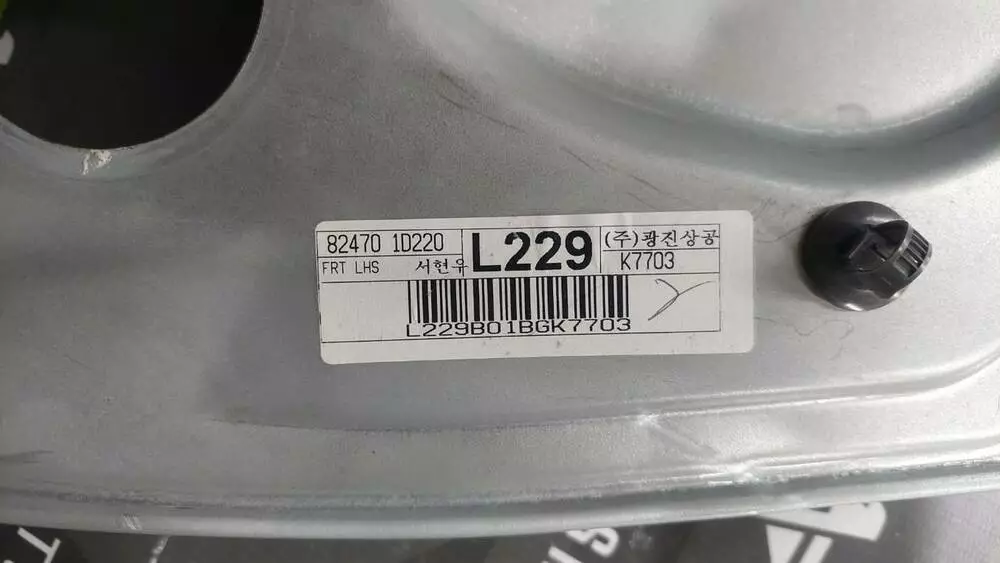 82470 1D220
FRT LHS 서현유
L229
(주)광진상공
K7703
L229B01BGK7703